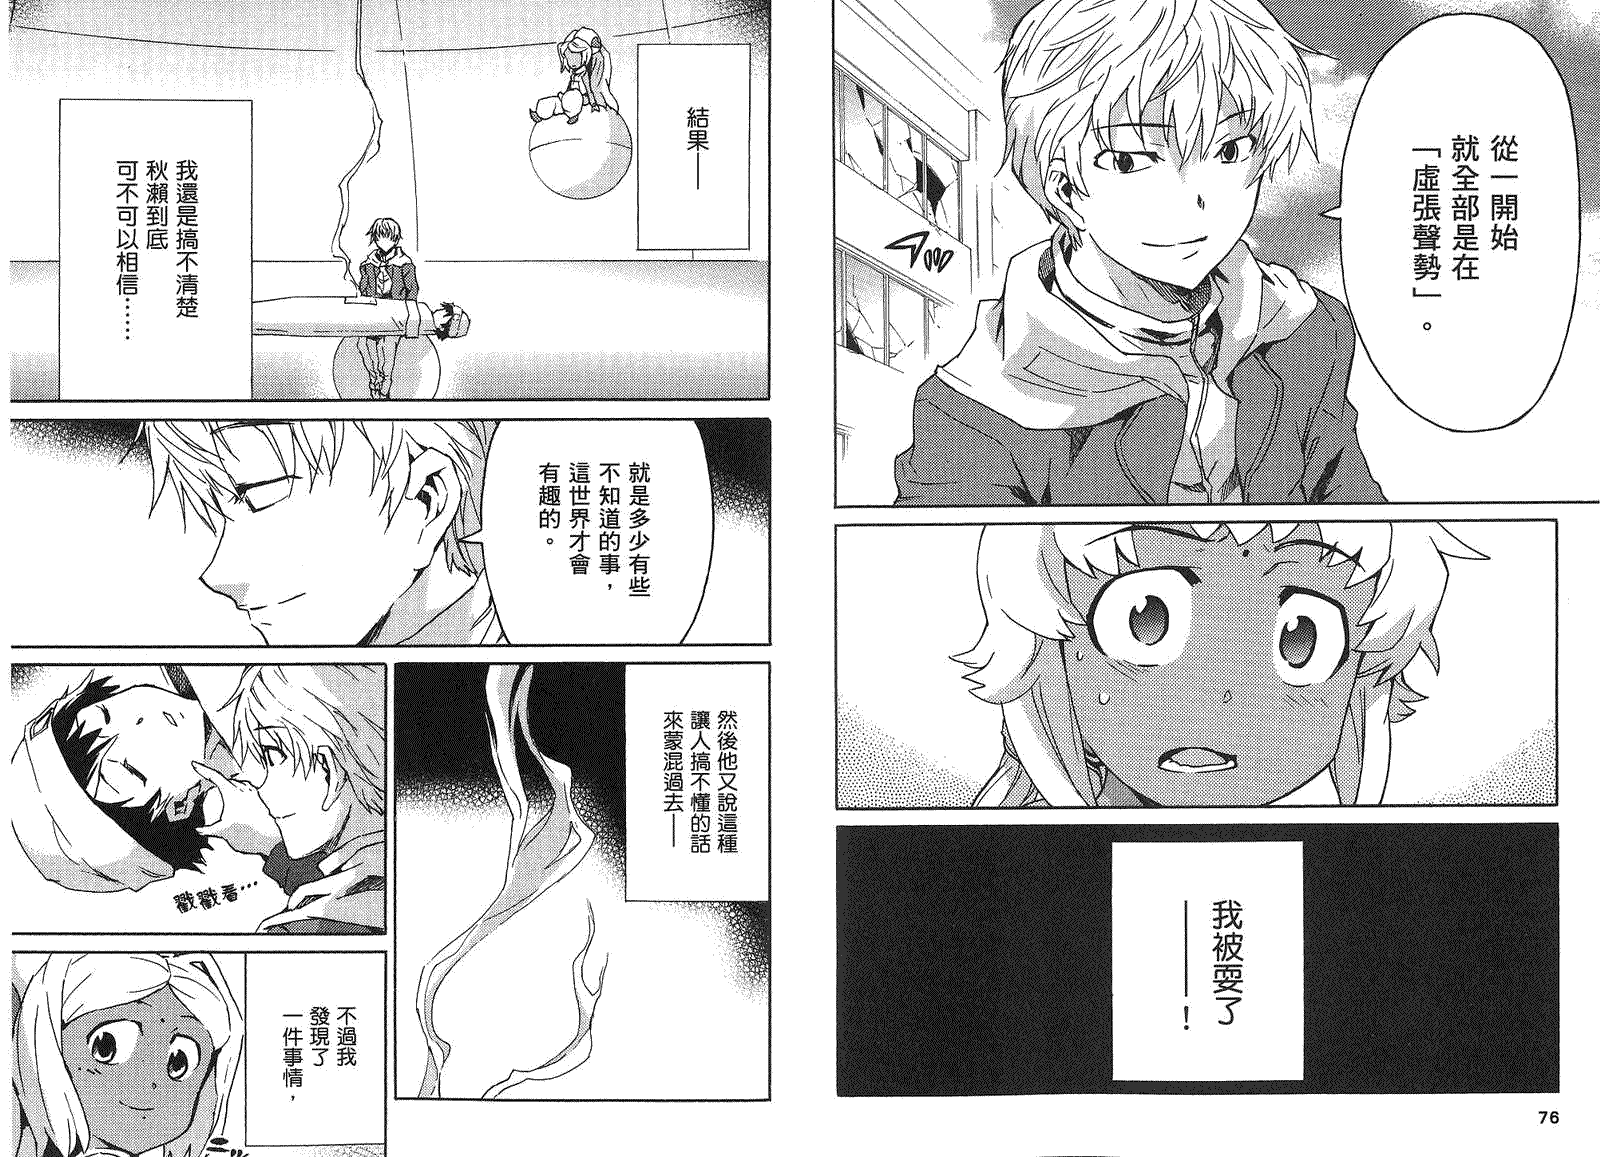 從一開始
就全部是在
「虛張聲勢」。
我被耍了
——！
76
結果—
我還是搞不清楚
秋瀨到底
可不可以相信……
就是多少有些
不知道的事，
這世界才會
有趣的。
然後他又說這種
讓人搞不懂的話
來蒙混過去—
戳戳看…
不過我
發現了
一件事情，